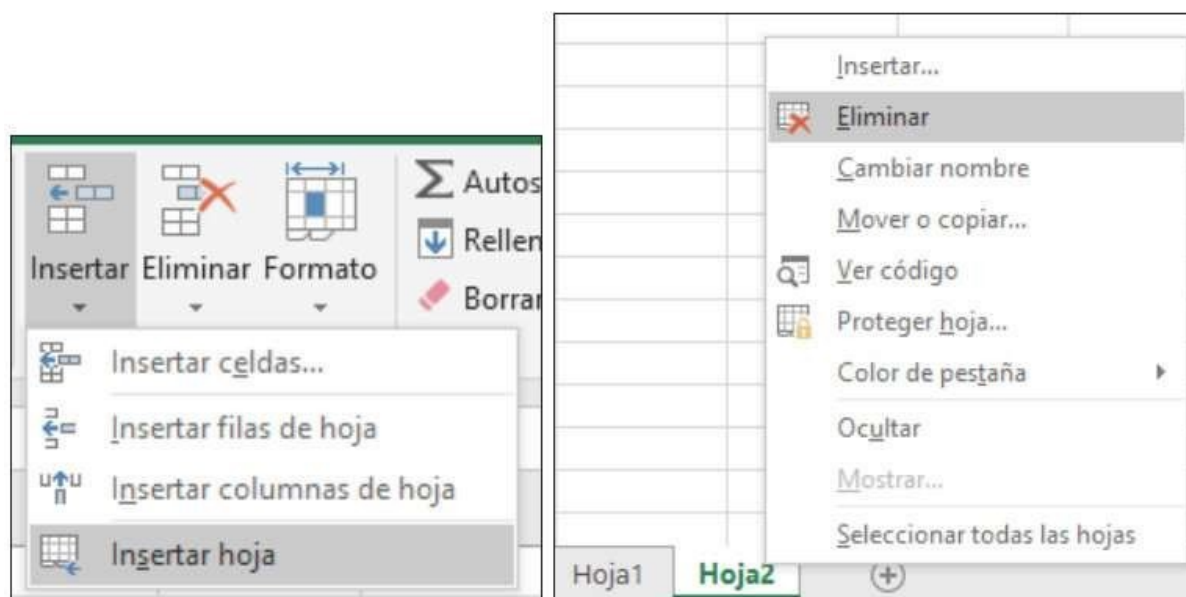 Insertar Eliminar Formato
Autos
Rellen
Borrar
Insertar celdas...
Insertar filas de hoja
Insertar columnas de hoja
Insertar hoja
Insertar...
Eliminar
Cambiar nombre
Mover o copiar...
Ver código
Proteger hoja...
Color de pestaña
Ocultar
Mostrar...
Seleccionar todas las hojas
Hoja1 Hoja2